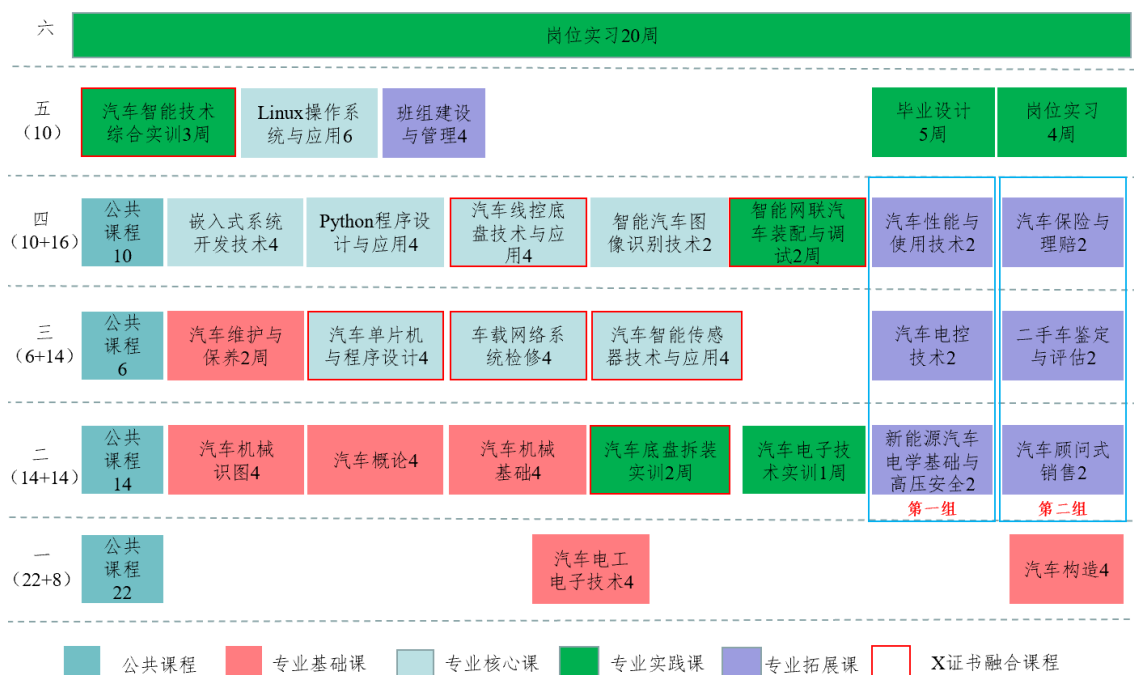 六
岗位实习20周
五
（10）
汽车智能技术
综合实训3周
Linux操作系
统与应用6
班组建设
与管理4
毕业设计
5周
岗位实习
4周
四
（10+16）
公共
课程
10
嵌入式系统
开发技术4
Python程序设
计与应用4
汽车线控底
盘技术与应
用4
智能汽车图
像识别技术2
智能网联汽
车装配与调
试2周
汽车性能与
使用技术2
汽车保险与
理赔2
三
（6+14）
公共
课程
6
汽车维护与
保养2周
汽车单片机
与程序设计4
车载网络系
统检修4
汽车智能传感
器技术与应用4
汽车电控
技术2
二手车鉴定
与评估2
二
（14+14）
公共
课程
14
汽车机械
识图4
汽车概论4
汽车机械
基础4
汽车底盘拆装
实训2周
汽车电子技
术实训1周
新能源汽车
电学基础与
高压安全2
汽车顾问式
销售2
第一组
第二组
一
（22+8）
公共
课程
22
汽车电工
电子技术4
汽车构造4
公共课程
专业基础课
专业核心课
专业实践课
专业拓展课
X证书融合课程